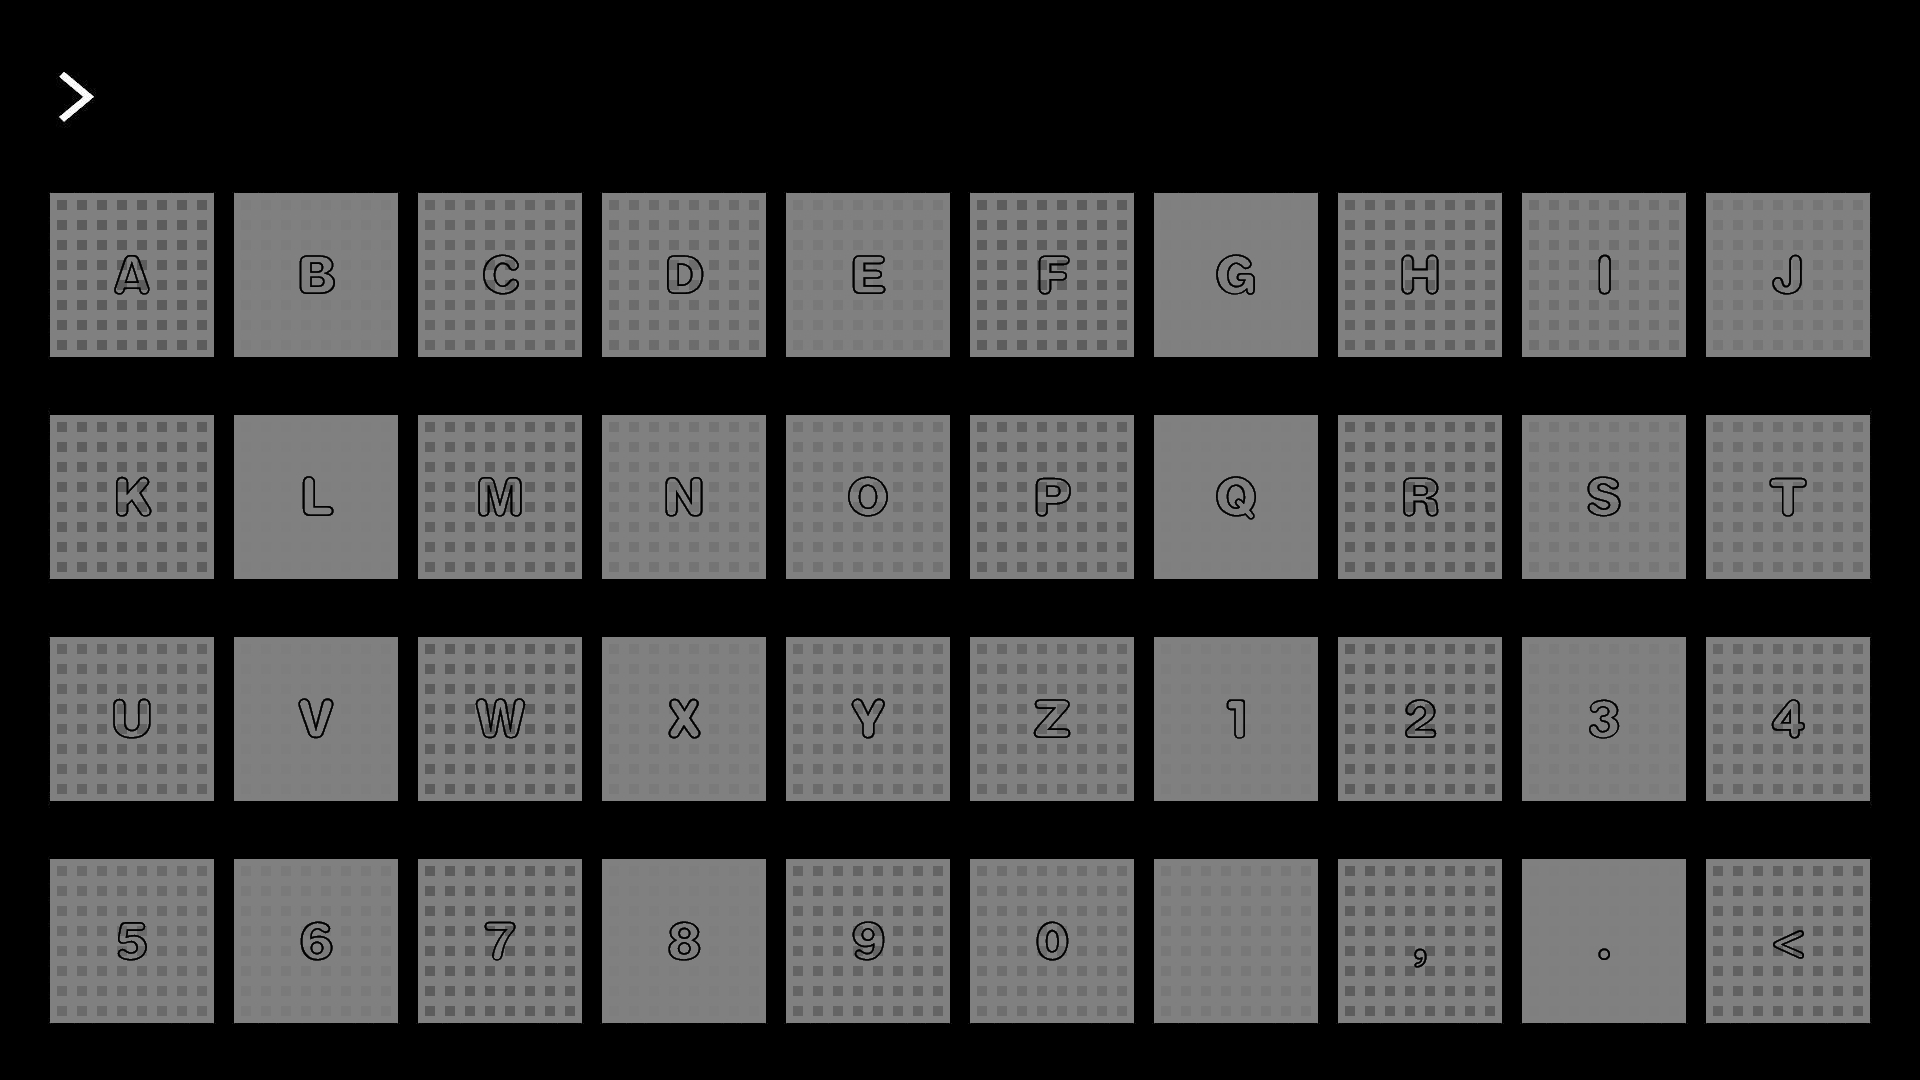 >
A B C D E F G H I J
K L M N O P Q R S T
U V W X Y Z 1 2 3 4
5 6 7 8 9 0 , . <